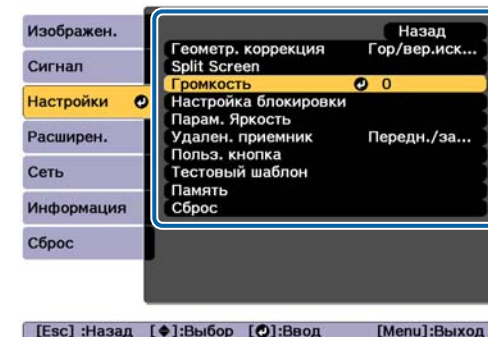 Изображен.
Сигнал
Настройки
Расширен.
Сеть
Информация
Сброс
Назад
Геометр. коррекция Гор/вер.иск...
Split Screen
Громкость 0
Настройка блокировки
Парам. Яркость
Удален. приемник Передн./за...
Польз. кнопка
Тестовый шаблон
Память
Сброс
[Esc] :Назад [◆]:Выбор [⏎]:Ввод [Menu]:Выход